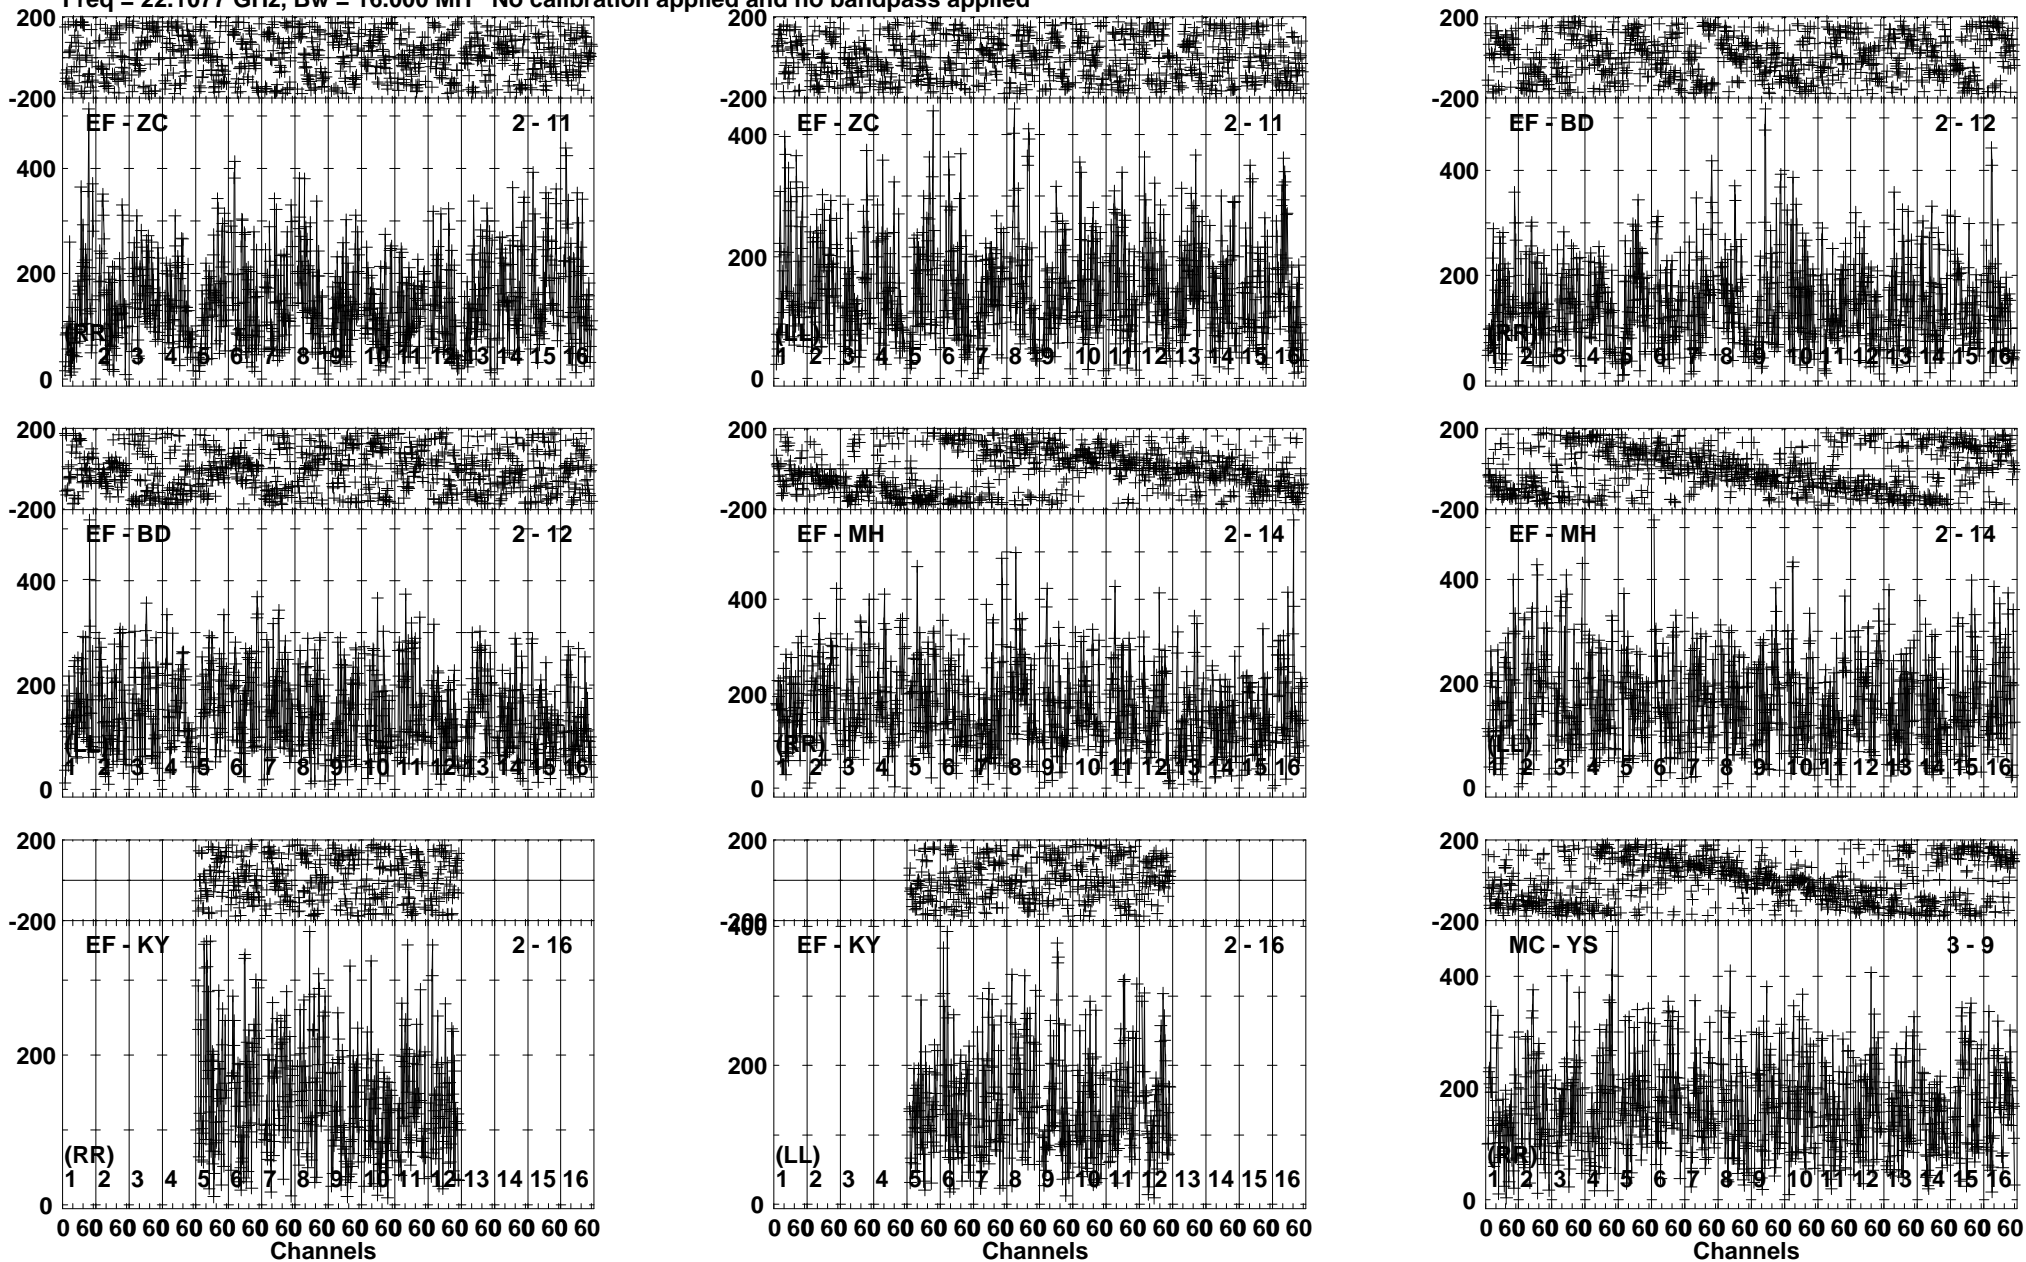 Freq = 22.1077 GHz, Bw = 16.000 MH No calibration applied and no bandpass applied
200 200 200
-200 -200 -200
EF - ZC 2 - 11 EF - ZC 2 - 11 EF - BD 2 - 12
400 400 400
200 200 200
(RR) (LL) (RR)
1 2 3 4 5 6 7 8 9 10 11 12 13 14 15 16 1 2 3 4 5 6 7 8 9 10 11 12 13 14 15 16 1 2 3 4 5 6 7 8 9 10 11 12 13 14 15 16
0 0 0
200 200 200
-200 -200 -200
EF - BD 2 - 12 EF - MH 2 - 14 EF - MH 2 - 14
400 400 400
200 200 200
(LL) (RR) (LL)
1 2 3 4 5 6 7 8 9 10 11 12 13 14 15 16 1 2 3 4 5 6 7 8 9 10 11 12 13 14 15 16 1 2 3 4 5 6 7 8 9 10 11 12 13 14 15 16
0 0 0
200 200 200
-200 -200 -200
400
EF - KY 2 - 16 EF - KY 2 - 16 MC - YS 3 - 9
400
200 200 200
(RR) (LL) (RR)
1 2 3 4 5 6 7 8 9 10 11 12 13 14 15 16 1 2 3 4 5 6 7 8 9 10 11 12 13 14 15 16 1 2 3 4 5 6 7 8 9 10 11 12 13 14 15 16
0 0 0
0 60 60 60 60 60 60 60 60 60 60 60 60 60 60 60 60 0 60 60 60 60 60 60 60 60 60 60 60 60 60 60 60 60 0 60 60 60 60 60 60 60 60 60 60 60 60 60 60 60 60
Channels Channels Channels